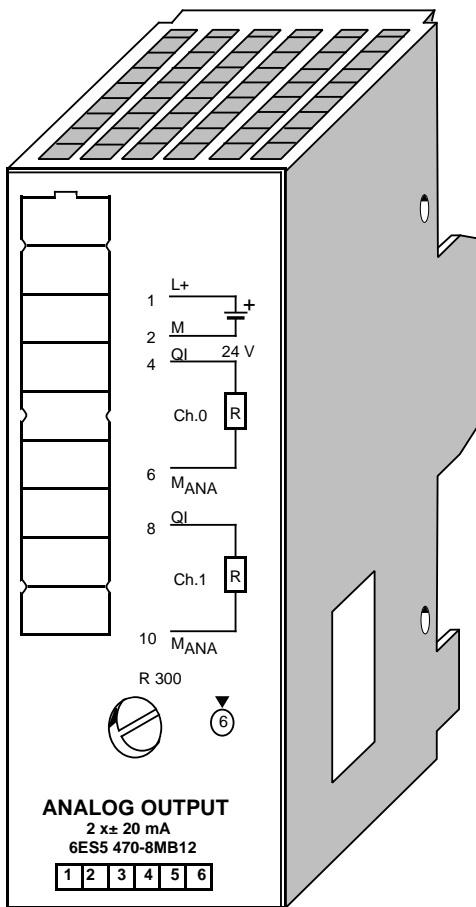 L+
1
+
M
2
24 V
QI
4
Ch.0 R
6
MANA
QI
8
Ch.1 R
10
MANA
R 300
6
ANALOG OUTPUT
2 x± 20 mA
6ES5 470-8MB12
1 2 3 4 5 6